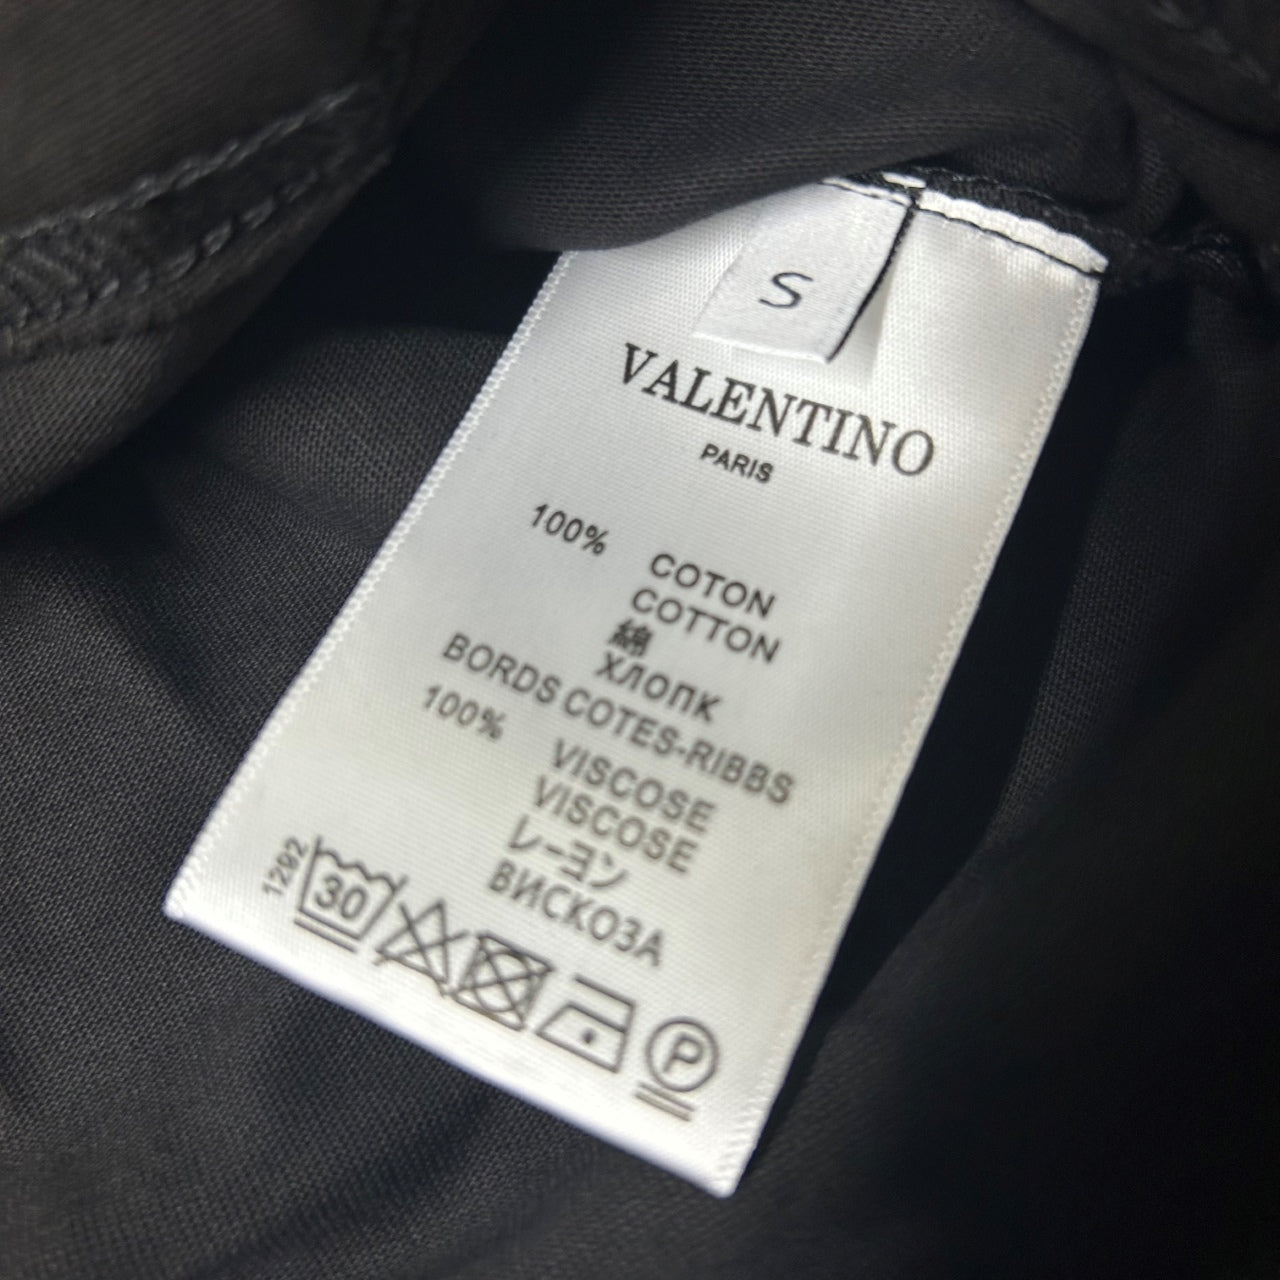 S
VALENTINO
PARIS
100% COTON
COTTON
綿
ХЛОПК
BORDS COTES-RIBBS
100% VISCOSE
VISCOSE
レーヨン
ВИСКОЗА
1292
30
P